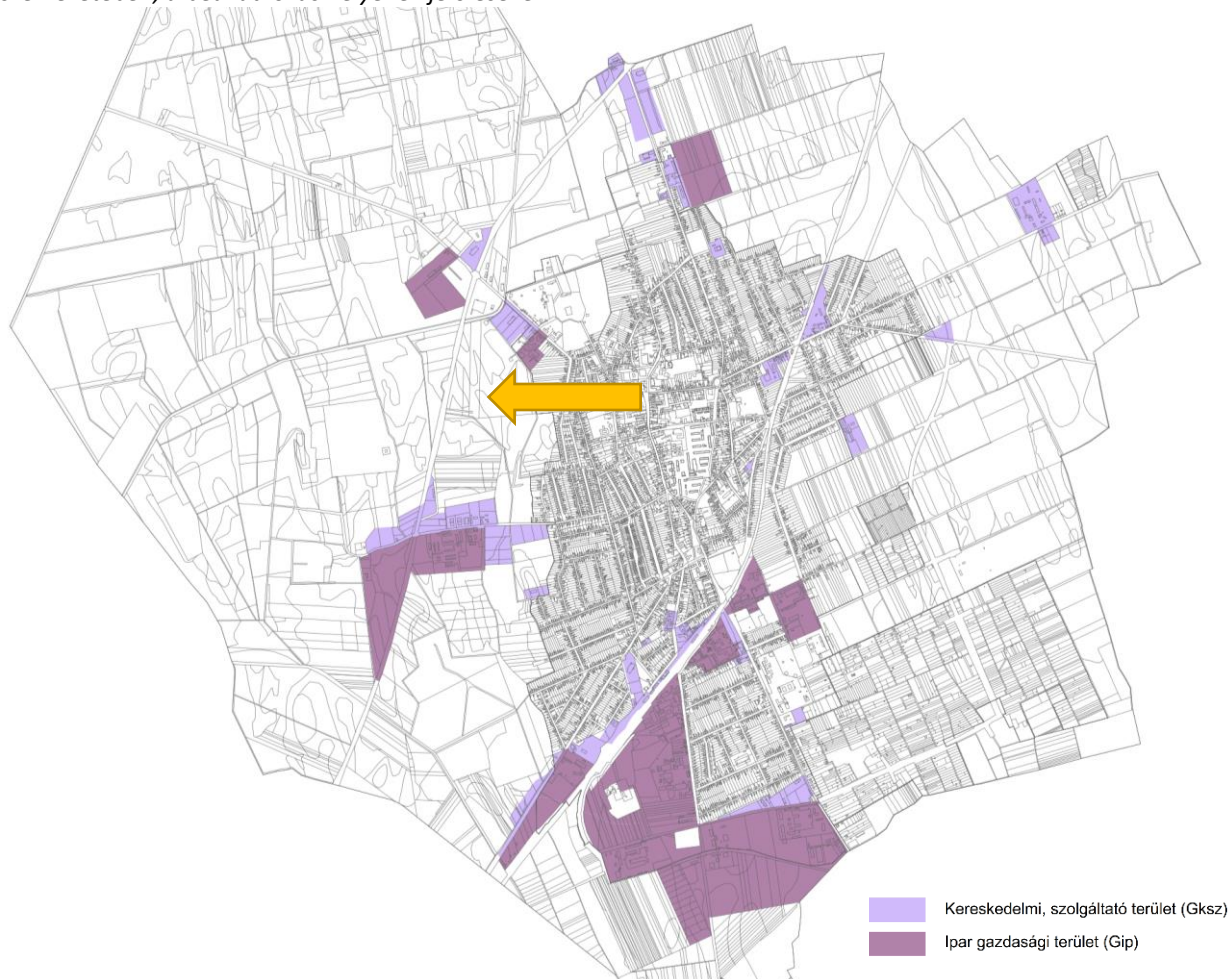 Kereskedelmi, szolgáltató terület (Gksz)
Ipar gazdasági terület (Gip)